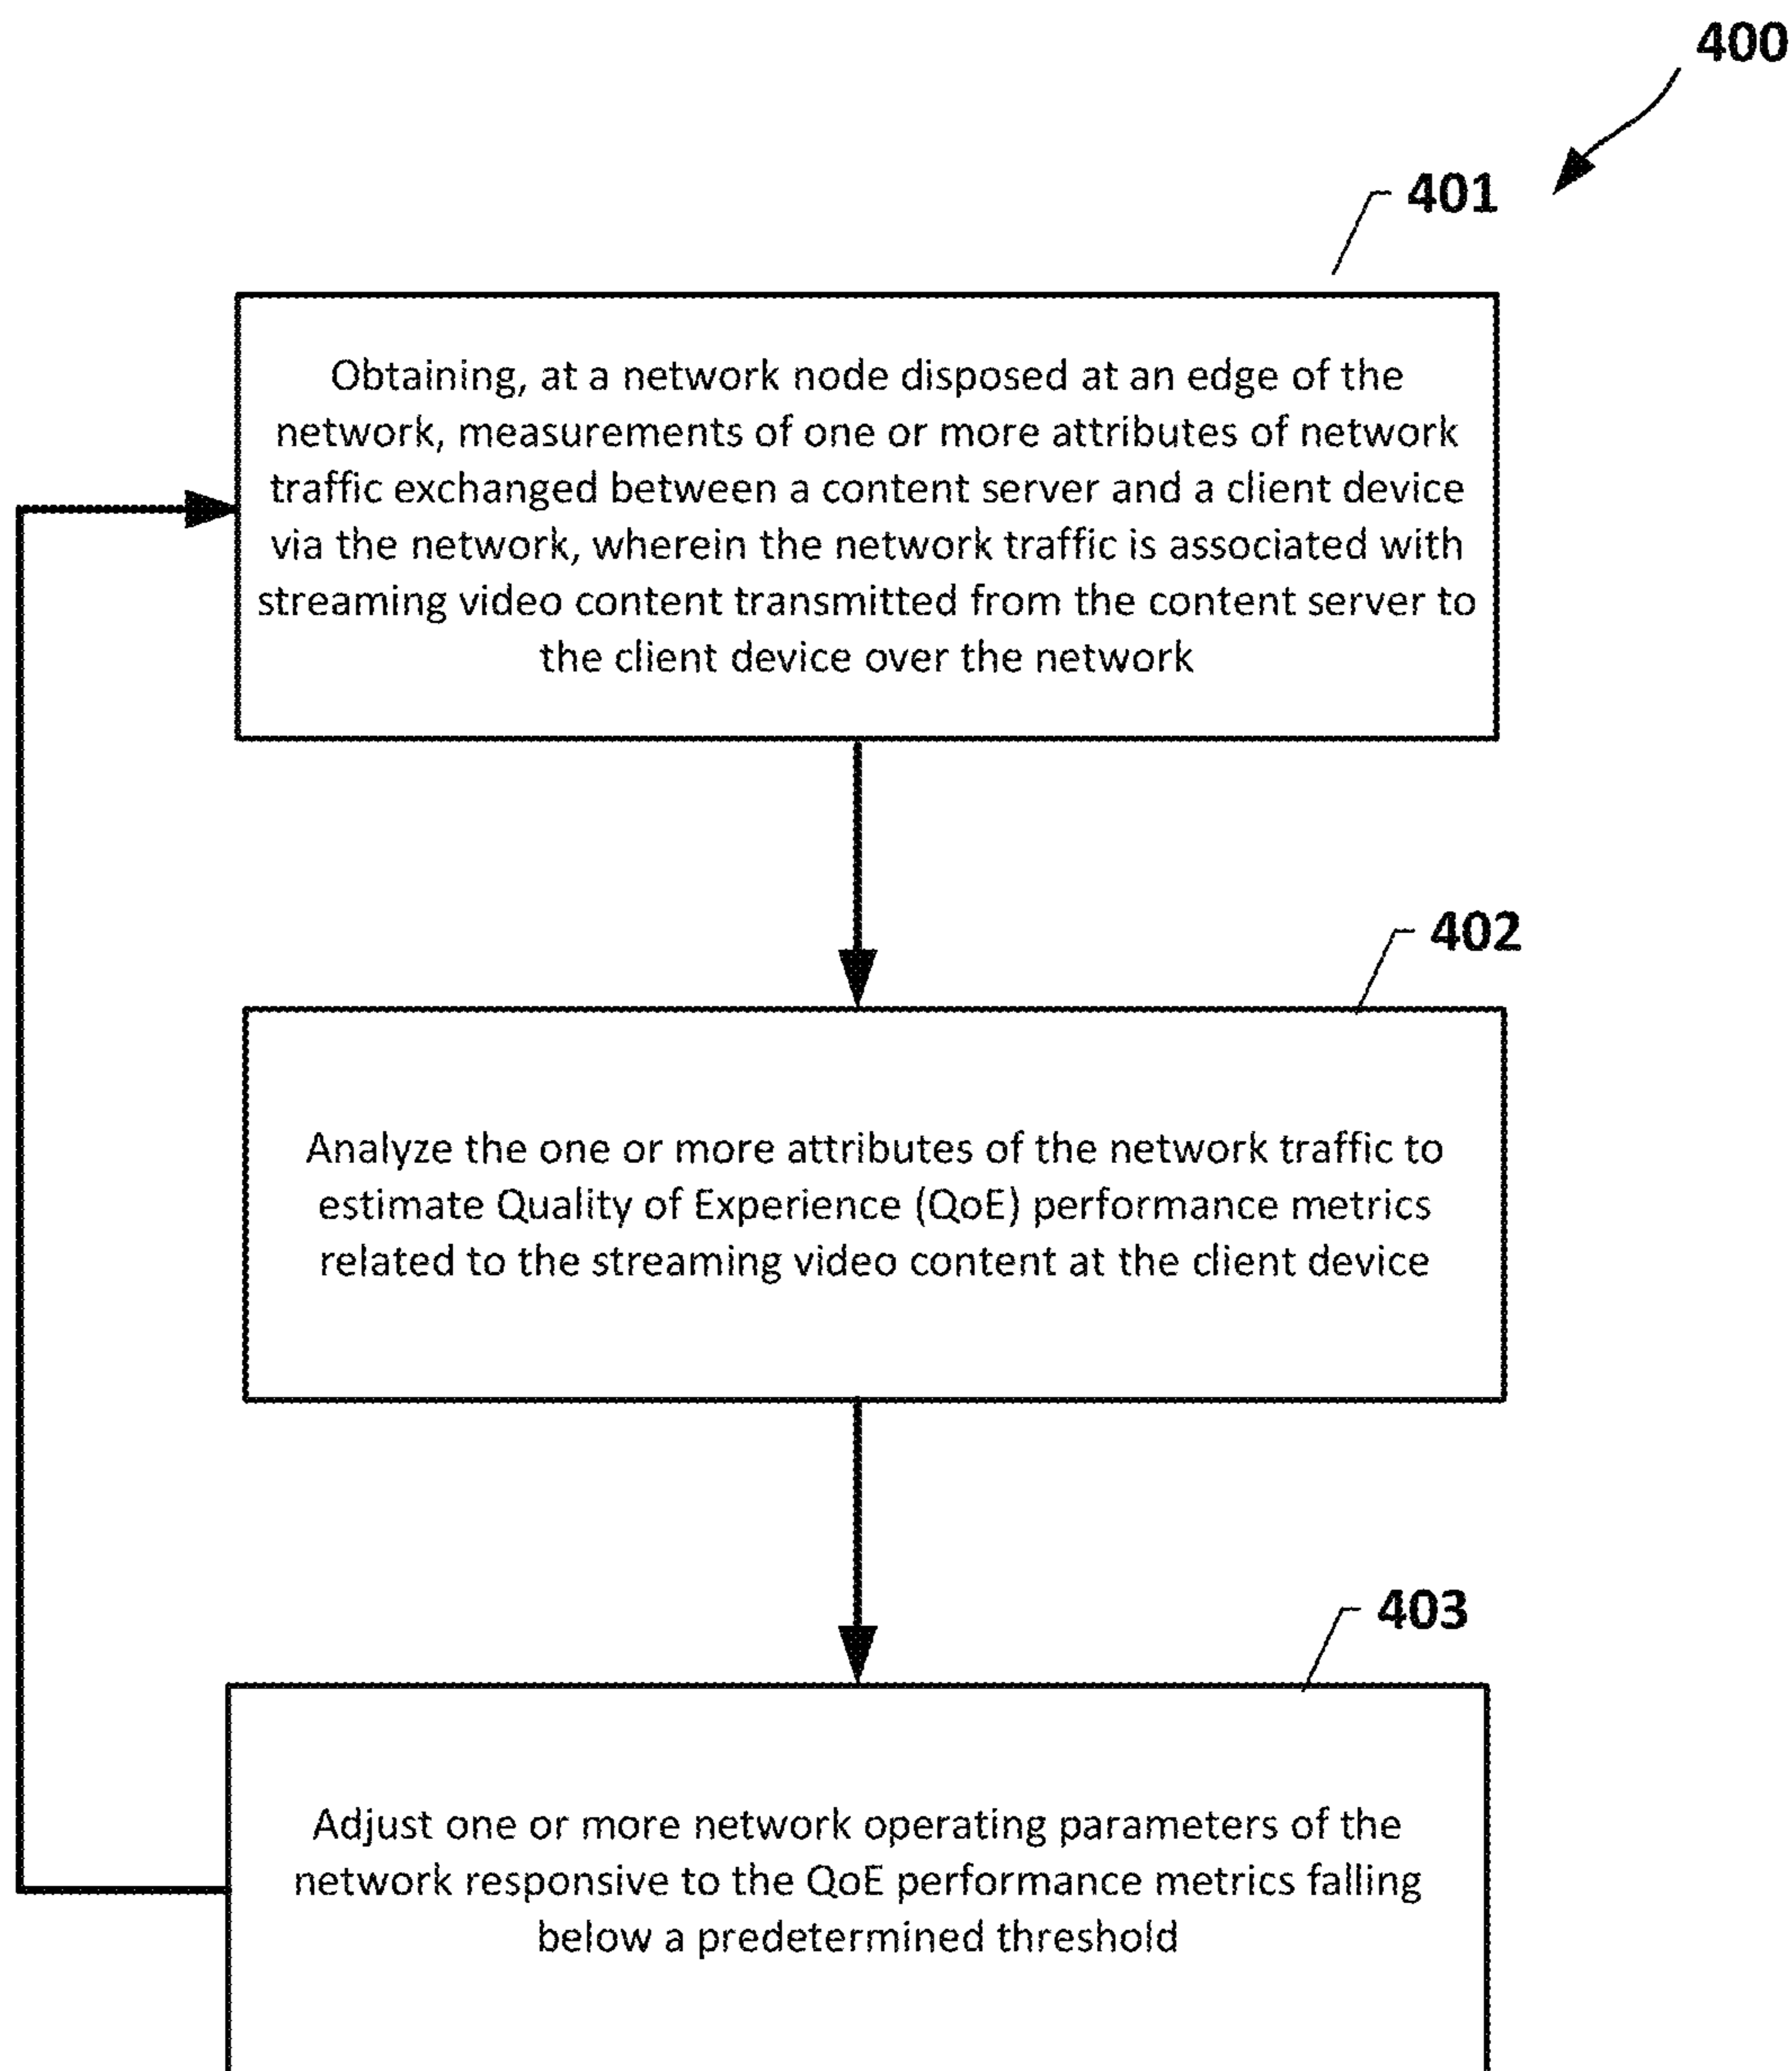 400
401
Obtaining, at a network node disposed at an edge of the
network, measurements of one or more attributes of network
traffic exchanged between a content server and a client device
via the network, wherein the network traffic is associated with
streaming video content transmitted from the content server to
the client device over the network
402
Analyze the one or more attributes of the network traffic to
estimate Quality of Experience (QoE) performance metrics
related to the streaming video content at the client device
403
Adjust one or more network operating parameters of the
network responsive to the QoE performance metrics falling
below a predetermined threshold